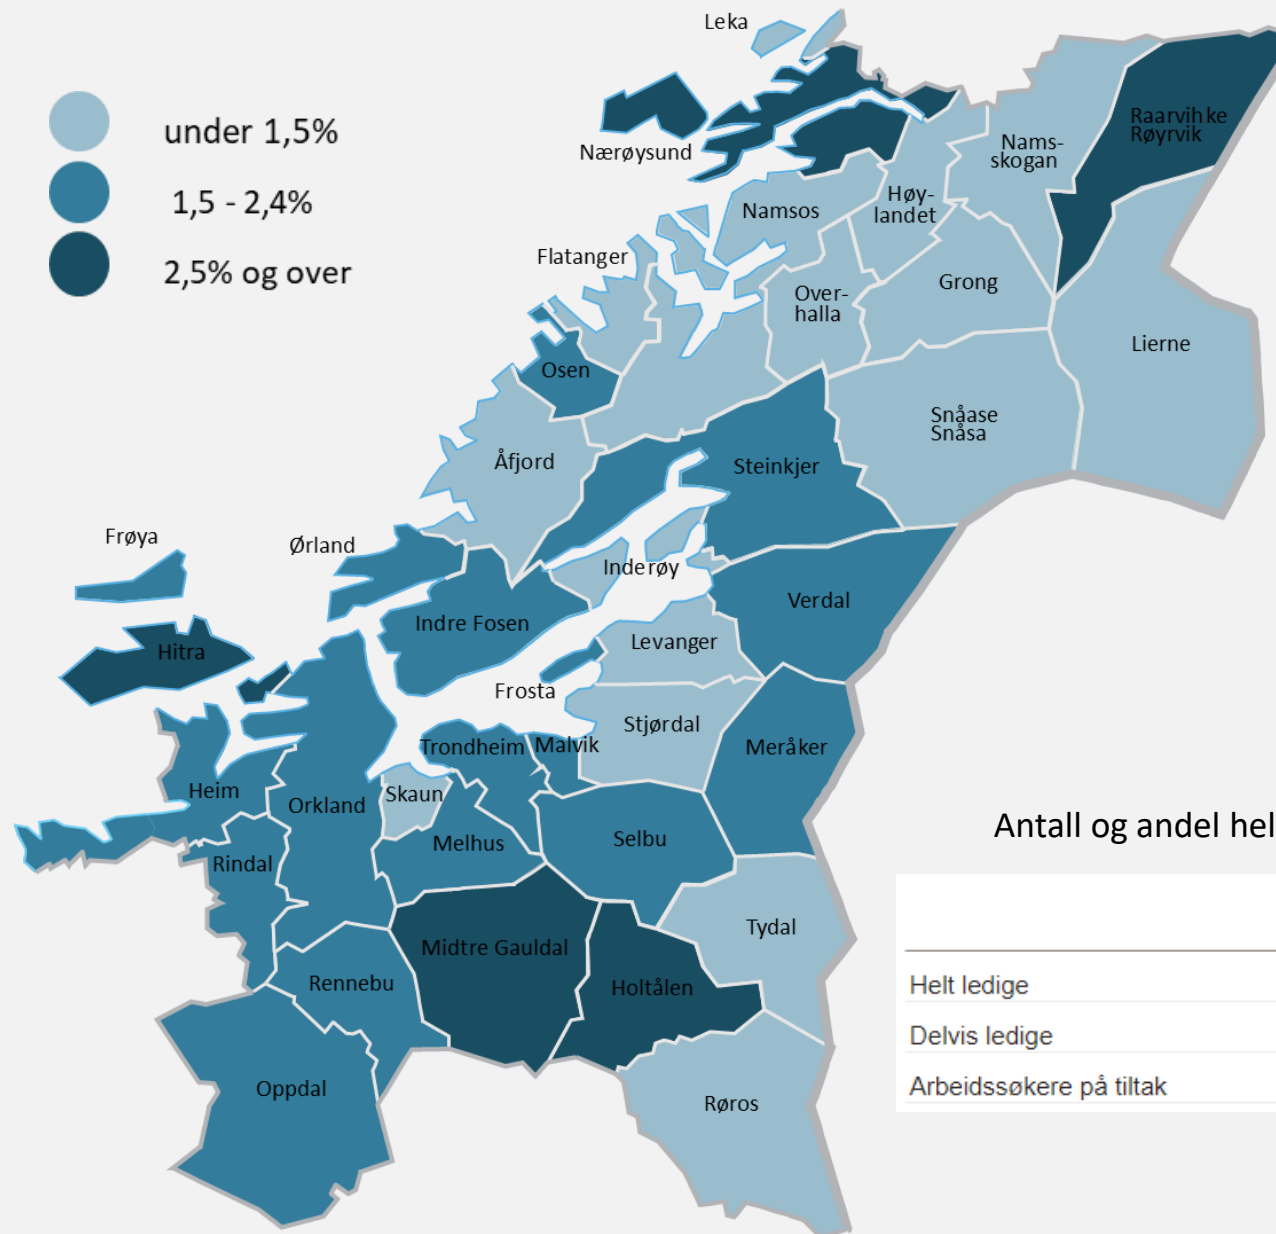 Leka
under 1,5%
1,5 - 2,4%
2,5% og over
Nærøysund
Raarvihke
Røyrvik
Nams-
skogan
Namsos
Høy-
landet
Flatanger
Over-
halla
Grong
Lierne
Osen
Snåase
Snåsa
Åfjord
Steinkjer
Frøya
Ørland
Inderøy
Verdal
Indre Fosen
Levanger
Hitra
Frosta
Stjørdal
Trondheim
Malvik
Meråker
Heim
Orkland
Skaun
Melhus
Selbu
Rindal
Antall og andel hel
Tydal
Midtre Gauldal
Holtålen
Rennebu
Helt ledige
Delvis ledige
Arbeidssøkere på tiltak
Oppdal
Røros